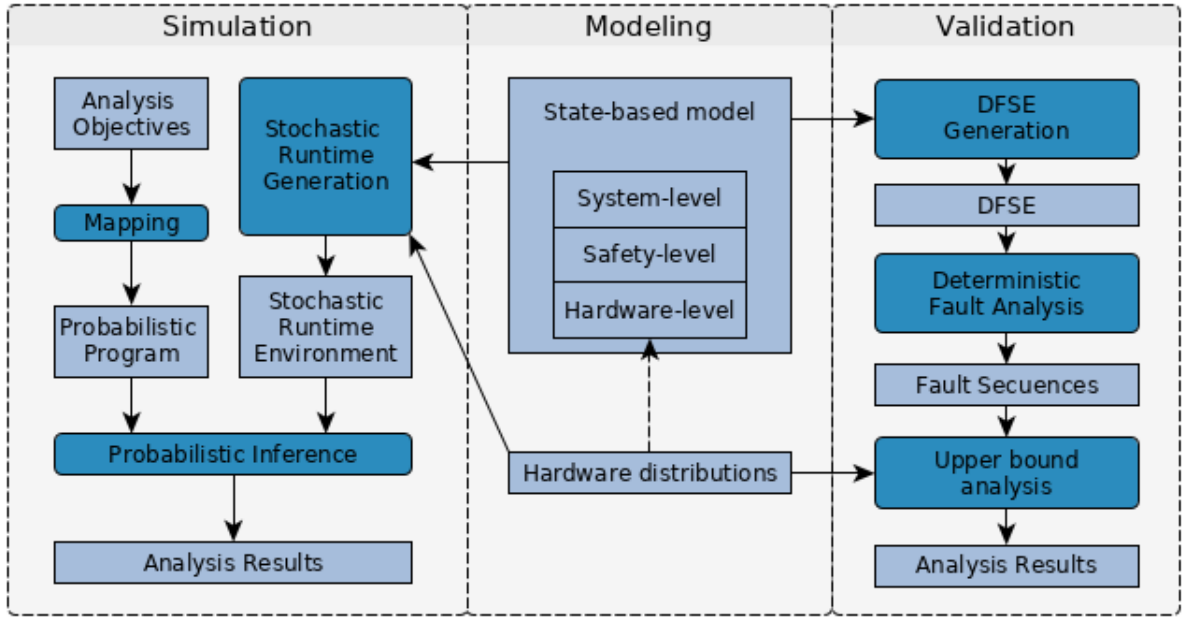 Simulation
Analysis
Objectives
Mapping
Probabilistic
Program
Stochastic
Runtime
Generation
Stochastic
Runtime
Environment
Probabilistic Inference
Analysis Results
Modeling
State-based model
System-level
Safety-level
Hardware-level
Hardware distributions
Validation
DFSE
Generation
DFSE
Deterministic
Fault Analysis
Fault Secuences
Upper bound
analysis
Analysis Results